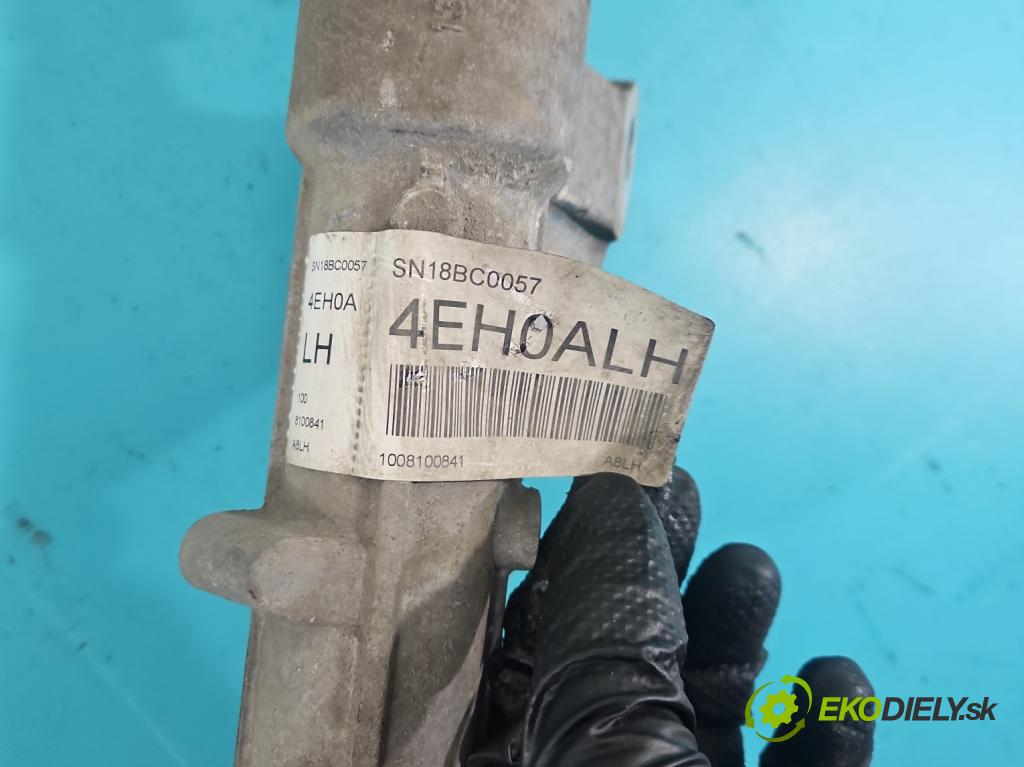 SN18BC0057
4EH0A
LH
100
8100841
A8LH
SN18BC0057
4EH0ALH
1008100841
A8LH
EKODIELY.sk